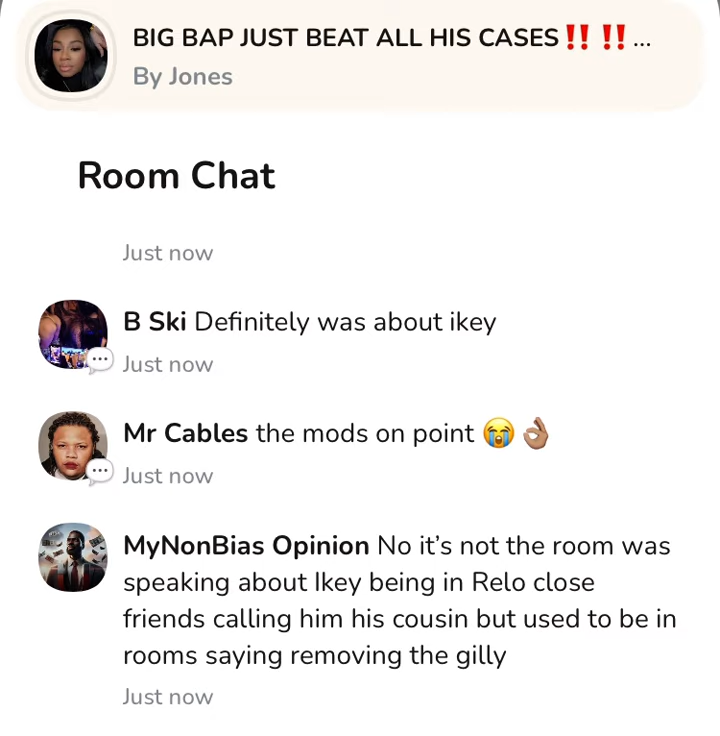 BIG BAP JUST BEAT ALL HIS CASES‼️ ‼️...
By Jones
Room Chat
Just now
B Ski Definitely was about ikey
Just now
Mr Cables the mods on point 😭👌🏽
Just now
MyNonBias Opinion No it’s not the room was
speaking about Ikey being in Relo close
friends calling him his cousin but used to be in
rooms saying removing the gilly
Just now